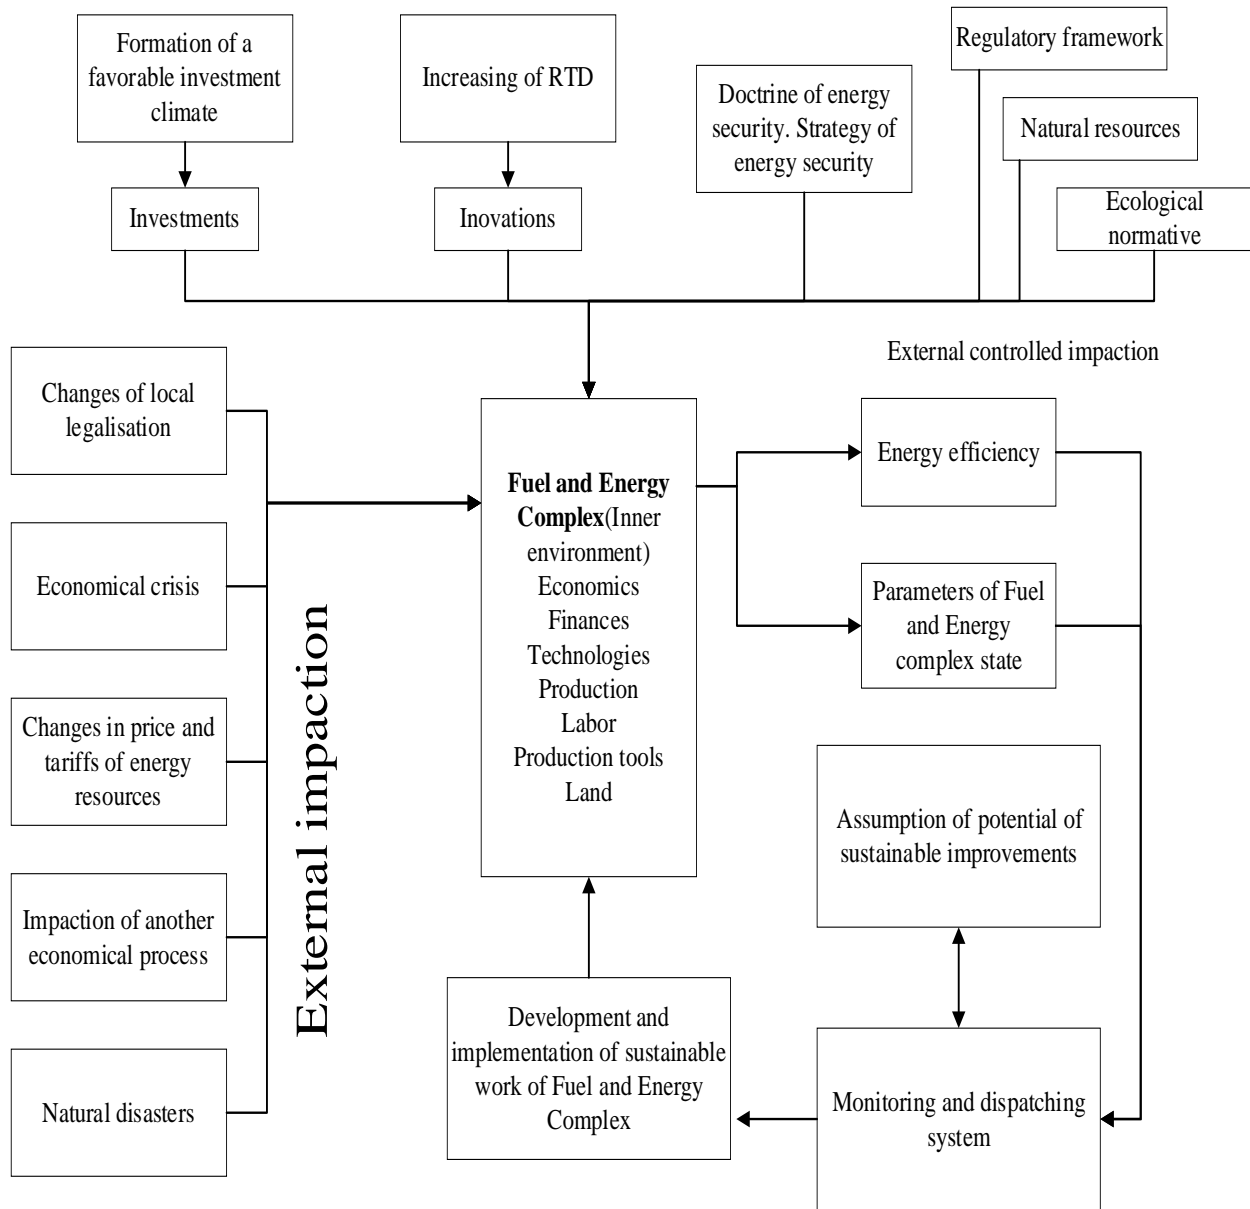 Formation of a
favorable investment
climate
Increasing of RTD
Doctrine of energy
security. Strategy of
energy security
Regulatory framework
Natural resources
Ecological
normative
Investments
Inovations
External controlled impaction
Changes of local
legalisation
Economical crisis
Changes in price and
tariffs of energy
resources
Impaction of another
economical process
Natural disasters
External impaction
Fuel and Energy
Complex(Inner
environment)
Economics
Finances
Technologies
Production
Labor
Production tools
Land
Energy efficiency
Parameters of Fuel
and Energy
complex state
Assumption of potential of
sustainable improvements
Development and
implementation of sustainable
work of Fuel and Energy
Complex
Monitoring and dispatching
system